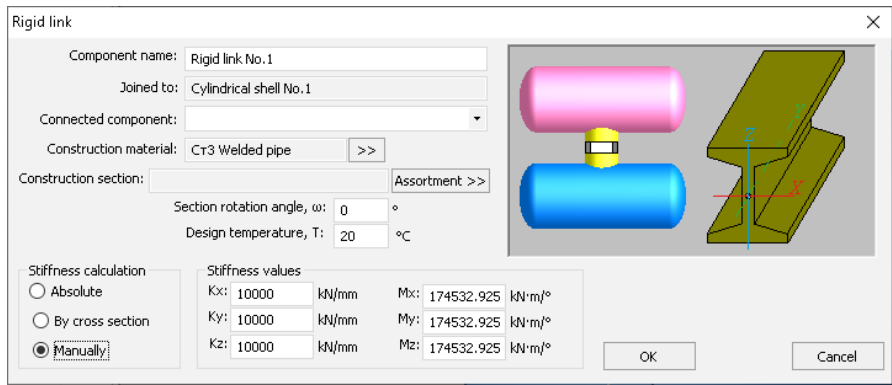 Rigid link
Component name: Rigid link No.1
Joined to: Cylindrical shell No.1
Connected component:
Construction material: Ст3 Welded pipe >>
Construction section: Assortment >>
Section rotation angle, ω: 0 °
Design temperature, T: 20 °C
Z
Y
X
Stiffness calculation
Absolute
By cross section
Manually
Stiffness values
Kx: 10000 kN/mm Mx: 174532.925 kN·m/°
Ky: 10000 kN/mm My: 174532.925 kN·m/°
Kz: 10000 kN/mm Mz: 174532.925 kN·m/°
OK
Cancel